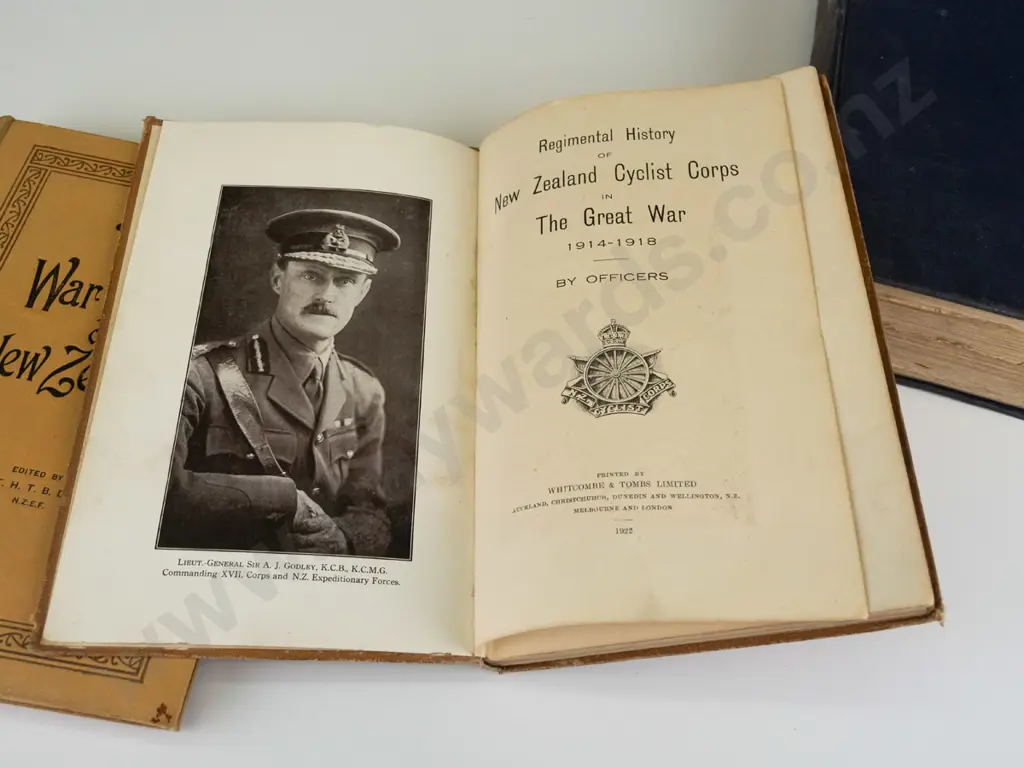 War
New Ze
EDITED BY
H. T. B.
N.Z.E.F.
LIEUT.-GENERAL SIR A. J. GODLEY, K.C.B., K.C.M.G.
Commanding XVII. Corps and N.Z. Expeditionary Forces.
Regimental History
OF
New Zealand Cyclist Corps
IN
The Great War
1914-1918
BY OFFICERS
N.Z. CYCLIST CORPS
PRINTED BY
WHITCOMBE & TOMBS LIMITED
AUCKLAND, CHRISTCHURCH, DUNEDIN AND WELLINGTON, N.Z.
MELBOURNE AND LONDON
1922